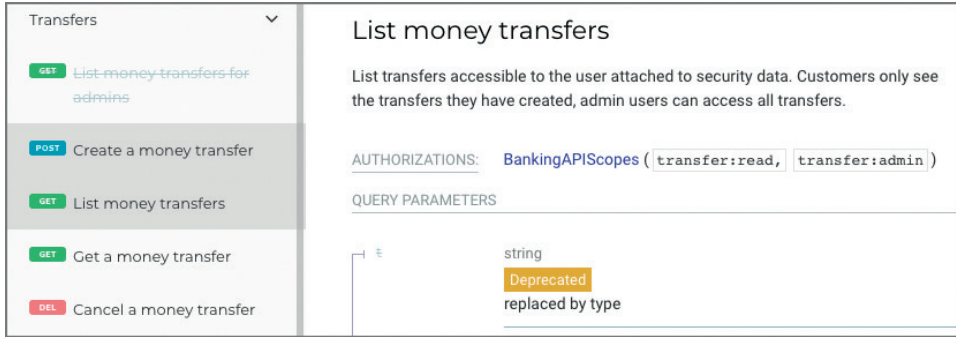 Transfers
GET List money transfers for
admins
POST Create a money transfer
GET List money transfers
GET Get a money transfer
DEL Cancel a money transfer
List money transfers
List transfers accessible to the user attached to security data. Customers only see
the transfers they have created, admin users can access all transfers.
AUTHORIZATIONS: BankingAPIScopes ( transfer:read, transfer:admin )
QUERY PARAMETERS
t string
Deprecated
replaced by type